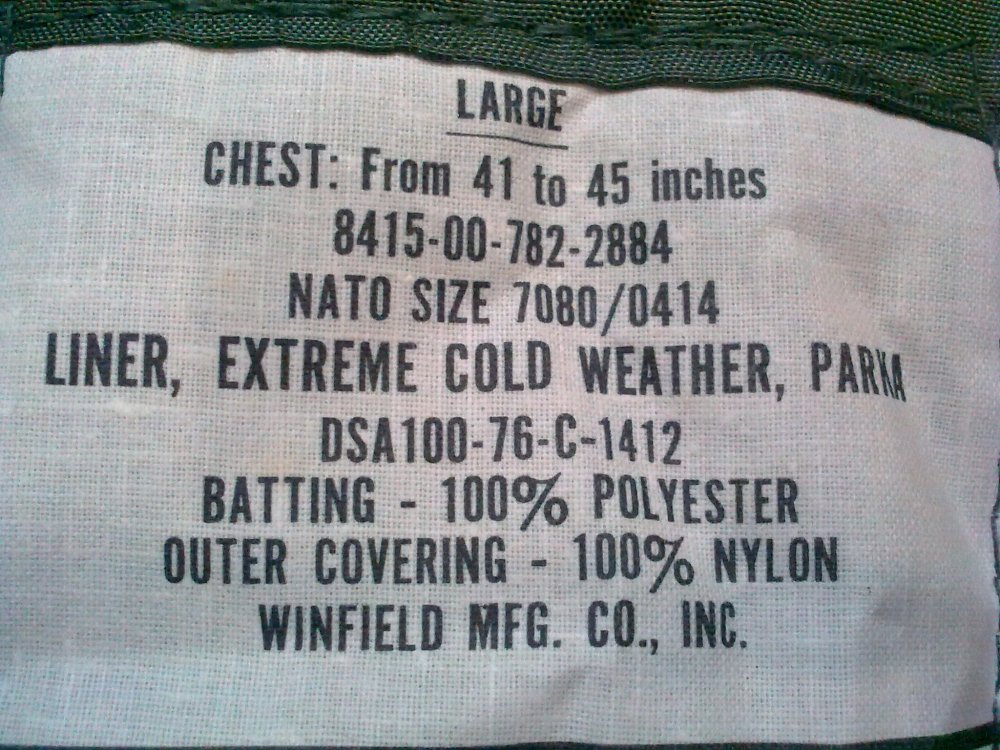 LARGE
CHEST: From 41 to 45 inches
8415-00-782-2884
NATO SIZE 7080/0414
LINER, EXTREME COLD WEATHER, PARKA
DSA100-76-C-1412
BATTING - 100% POLYESTER
OUTER COVERING - 100% NYLON
WINFIELD MFG. CO., INC.